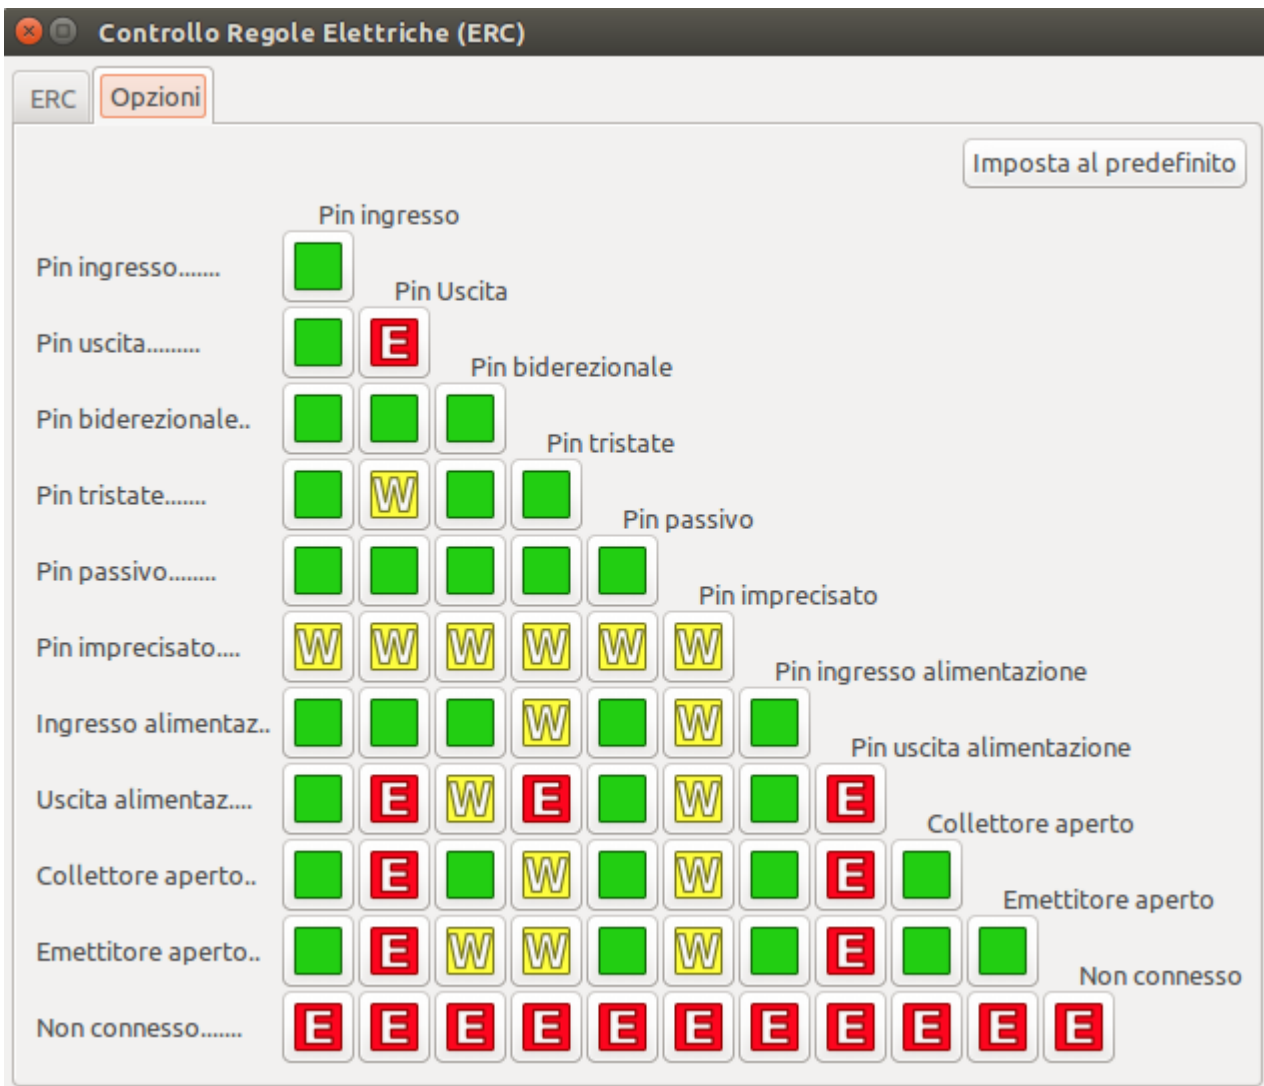 Controllo Regole Elettriche (ERC)
ERC Opzioni
Imposta al predefinito
Pin ingresso
Pin ingresso.......
Pin Uscita
Pin uscita.........
E
Pin biderezionale
Pin biderezionale..
Pin tristate
Pin tristate.......
W
Pin passivo
Pin passivo........
Pin imprecisato
Pin imprecisato....
W W W W W W
Pin ingresso alimentazione
Ingresso alimentaz..
W W
Pin uscita alimentazione
Uscita alimentaz....
E W E W E
Collettore aperto
Collettore aperto..
E W W E
Emettitore aperto
Emettitore aperto..
E W W W E
Non connesso
Non connesso.......
E E E E E E E E E E E